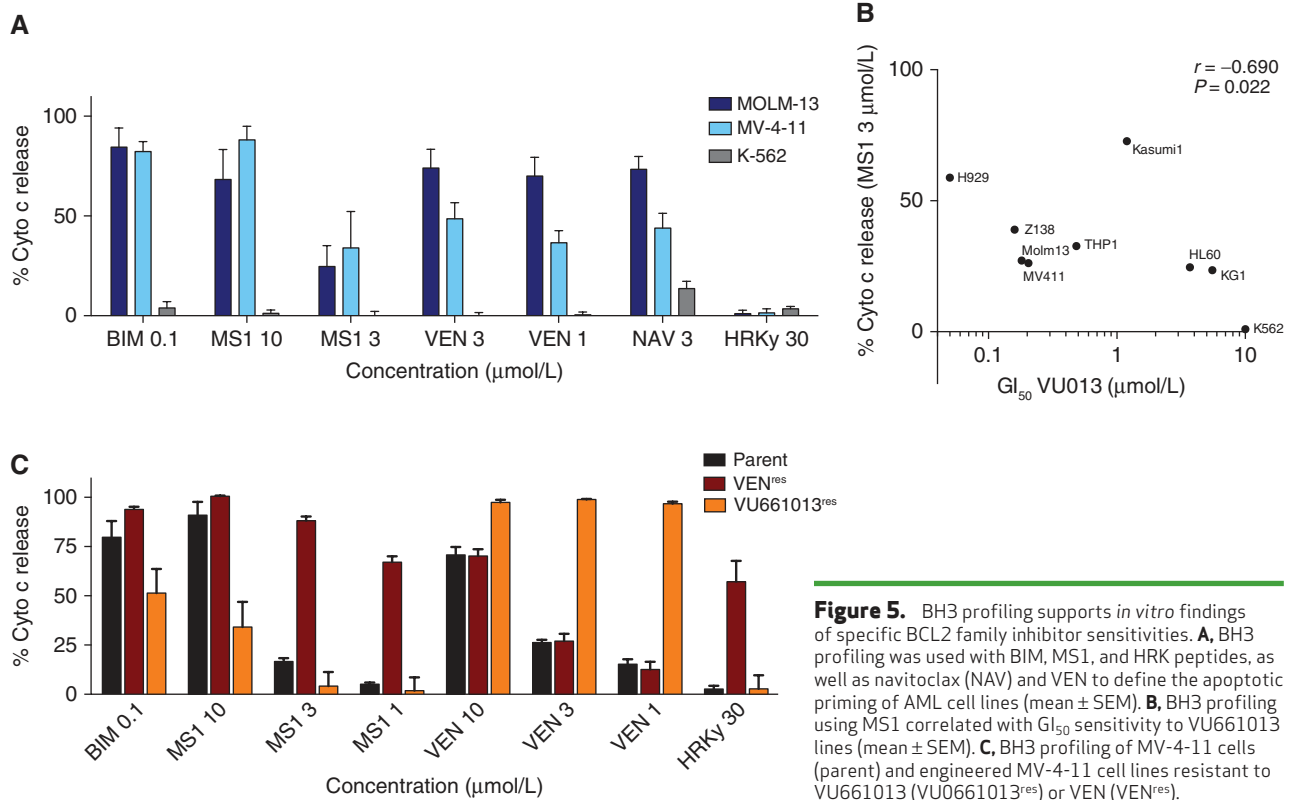 A
100
50
0
% Cyto c release
MOLM-13
MV-4-11
K-562
BIM 0.1 MS1 10 MS1 3 VEN 3 VEN 1 NAV 3 HRKy 30
Concentration (μmol/L)
B
r = −0.690
P = 0.022
100
50
0
% Cyto c release (MS1 3 μmol/L)
Kasumi1
H929
Z138
Molm13
THP1
MV411
HL60
KG1
K562
0.1 1 10
GI50 VU013 (μmol/L)
C
100
75
50
25
0
% Cyto c release
Parent
VENres
VU661013res
BIM 0.1 MS1 10 MS1 3 MS1 1 VEN 10 VEN 3 VEN 1 HRKy 30
Concentration (μmol/L)
Figure 5. BH3 profiling supports in vitro findings
of specific BCL2 family inhibitor sensitivities. A, BH3
profiling was used with BIM, MS1, and HRK peptides, as
well as navitoclax (NAV) and VEN to define the apoptotic
priming of AML cell lines (mean ± SEM). B, BH3 profiling
using MS1 correlated with GI50 sensitivity to VU661013
lines (mean ± SEM). C, BH3 profiling of MV-4-11 cells
(parent) and engineered MV-4-11 cell lines resistant to
VU661013 (VU0661013res) or VEN (VENres).